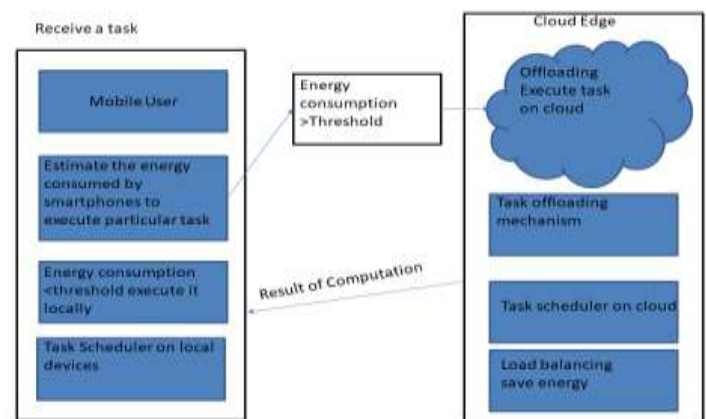 Receive a task
Mobile User
Estimate the energy
consumed by
smartphones to
execute particular task
Energy consumption
<threshold execute it
locally
Task Scheduler on local
devices
Energy
consumption
>Threshold
Result of Computation
Cloud Edge
Offloading
Execute task
on cloud
Task offloading
mechanism
Task scheduler on cloud
Load balancing
save energy